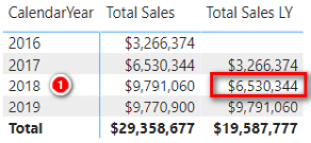 CalendarYear Total Sales Total Sales LY
2016 $3,266,374
2017 $6,530,344 $3,266,374
2018 1 $9,791,060 $6,530,344
2019 $9,770,900 $9,791,060
Total $29,358,677 $19,587,777